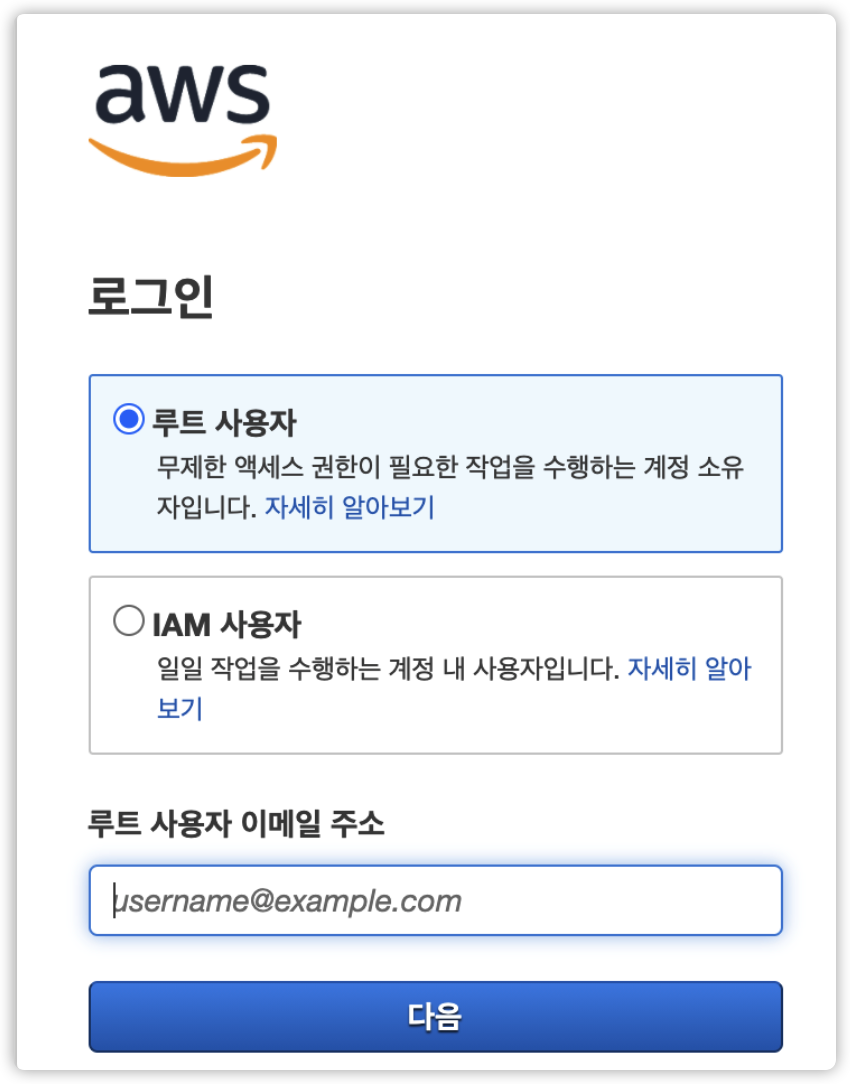 aws
로그인
루트 사용자
무제한 액세스 권한이 필요한 작업을 수행하는 계정 소유
자입니다. 자세히 알아보기
IAM 사용자
일일 작업을 수행하는 계정 내 사용자입니다. 자세히 알아
보기
루트 사용자 이메일 주소
username@example.com
다음